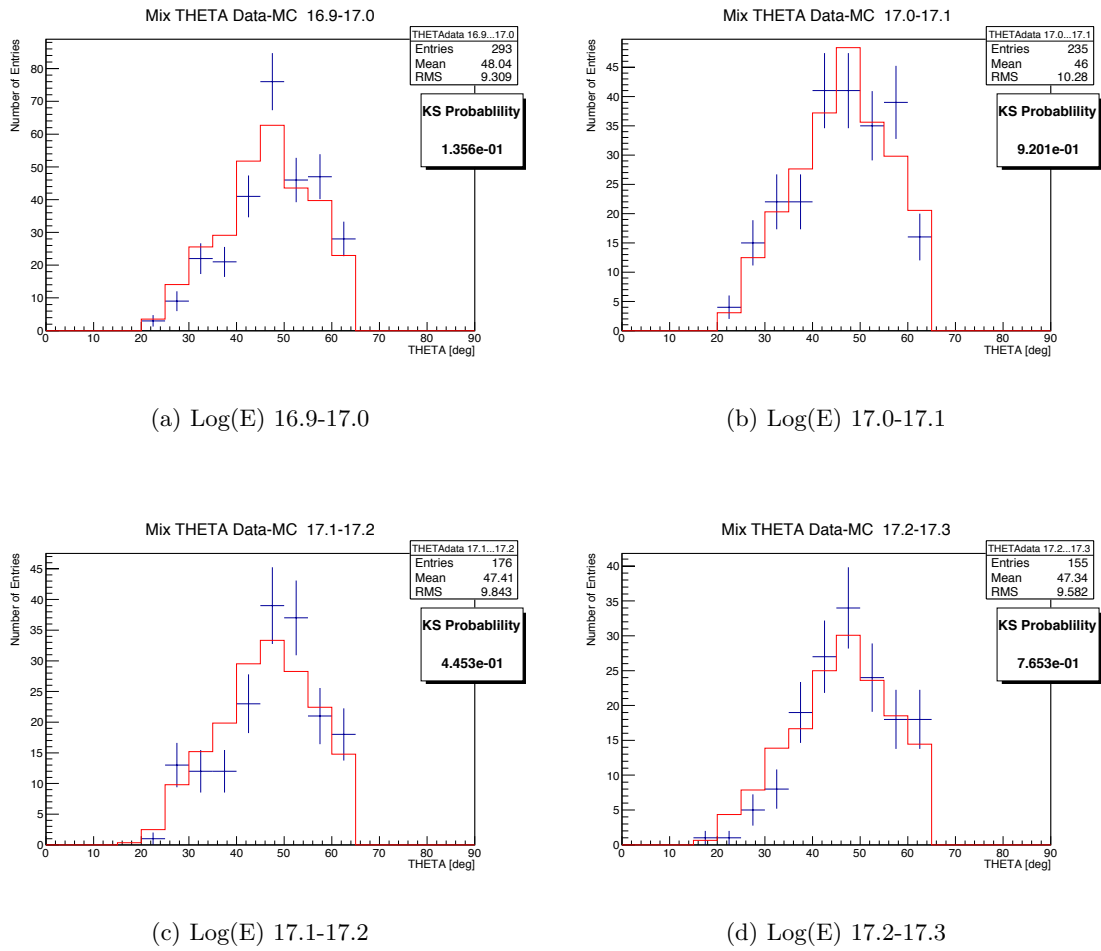 Mix THETA Data-MC 16.9-17.0
THETAdata 16.9...17.0
Entries 293
Mean 48.04
RMS 9.309
KS Probablility
1.356e-01
Number of Entries
80
70
60
50
40
30
20
10
0
0 10 20 30 40 50 60 70 80 90
THETA [deg]
(a) Log(E) 16.9-17.0
Mix THETA Data-MC 17.0-17.1
THETAdata 17.0...17.1
Entries 235
Mean 46
RMS 10.28
KS Probablility
9.201e-01
Number of Entries
45
40
35
30
25
20
15
10
5
0
0 10 20 30 40 50 60 70 80 90
THETA [deg]
(b) Log(E) 17.0-17.1
Mix THETA Data-MC 17.1-17.2
THETAdata 17.1...17.2
Entries 176
Mean 47.41
RMS 9.843
KS Probablility
4.453e-01
Number of Entries
45
40
35
30
25
20
15
10
5
0
0 10 20 30 40 50 60 70 80 90
THETA [deg]
(c) Log(E) 17.1-17.2
Mix THETA Data-MC 17.2-17.3
THETAdata 17.2...17.3
Entries 155
Mean 47.34
RMS 9.582
KS Probablility
7.653e-01
Number of Entries
40
35
30
25
20
15
10
5
0
0 10 20 30 40 50 60 70 80 90
THETA [deg]
(d) Log(E) 17.2-17.3